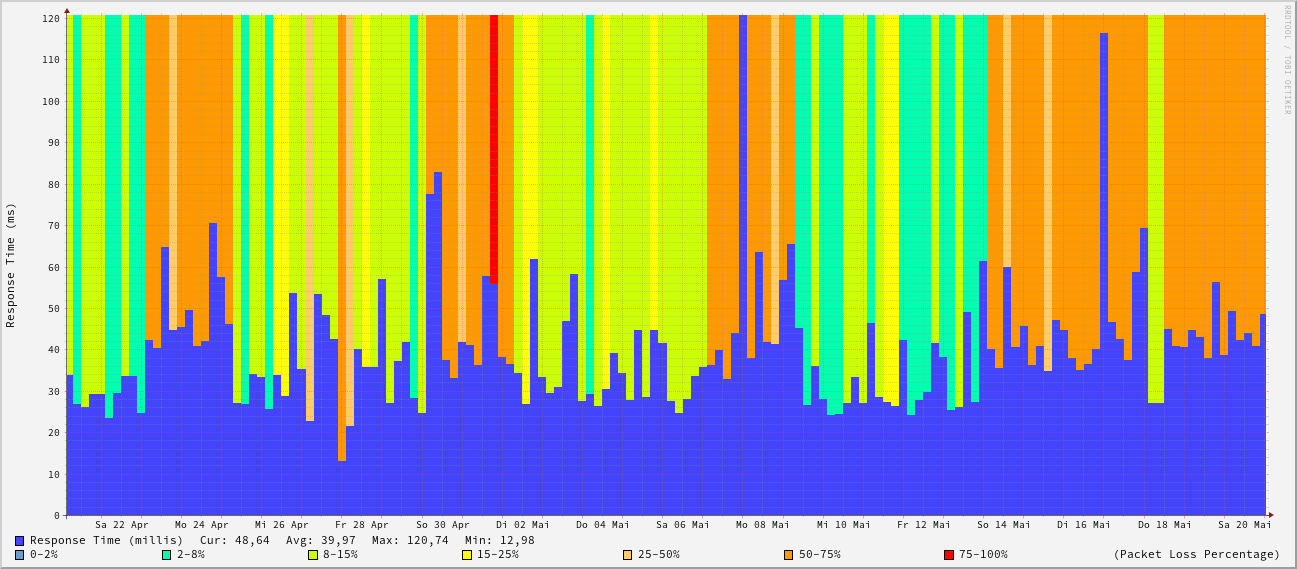 RRDTOOL / TOBI OETIKER
Response Time (ms)
120
110
100
90
80
70
60
50
40
30
20
10
0
Sa 22 Apr Mo 24 Apr Mi 26 Apr Fr 28 Apr So 30 Apr Di 02 Mai Do 04 Mai Sa 06 Mai Mo 08 Mai Mi 10 Mai Fr 12 Mai So 14 Mai Di 16 Mai Do 18 Mai Sa 20 Mai
Response Time (millis) Cur: 48,64 Avg: 39,97 Max: 120,74 Min: 12,98
0-2% 2-8% 8-15% 15-25% 25-50% 50-75% 75-100% (Packet Loss Percentage)